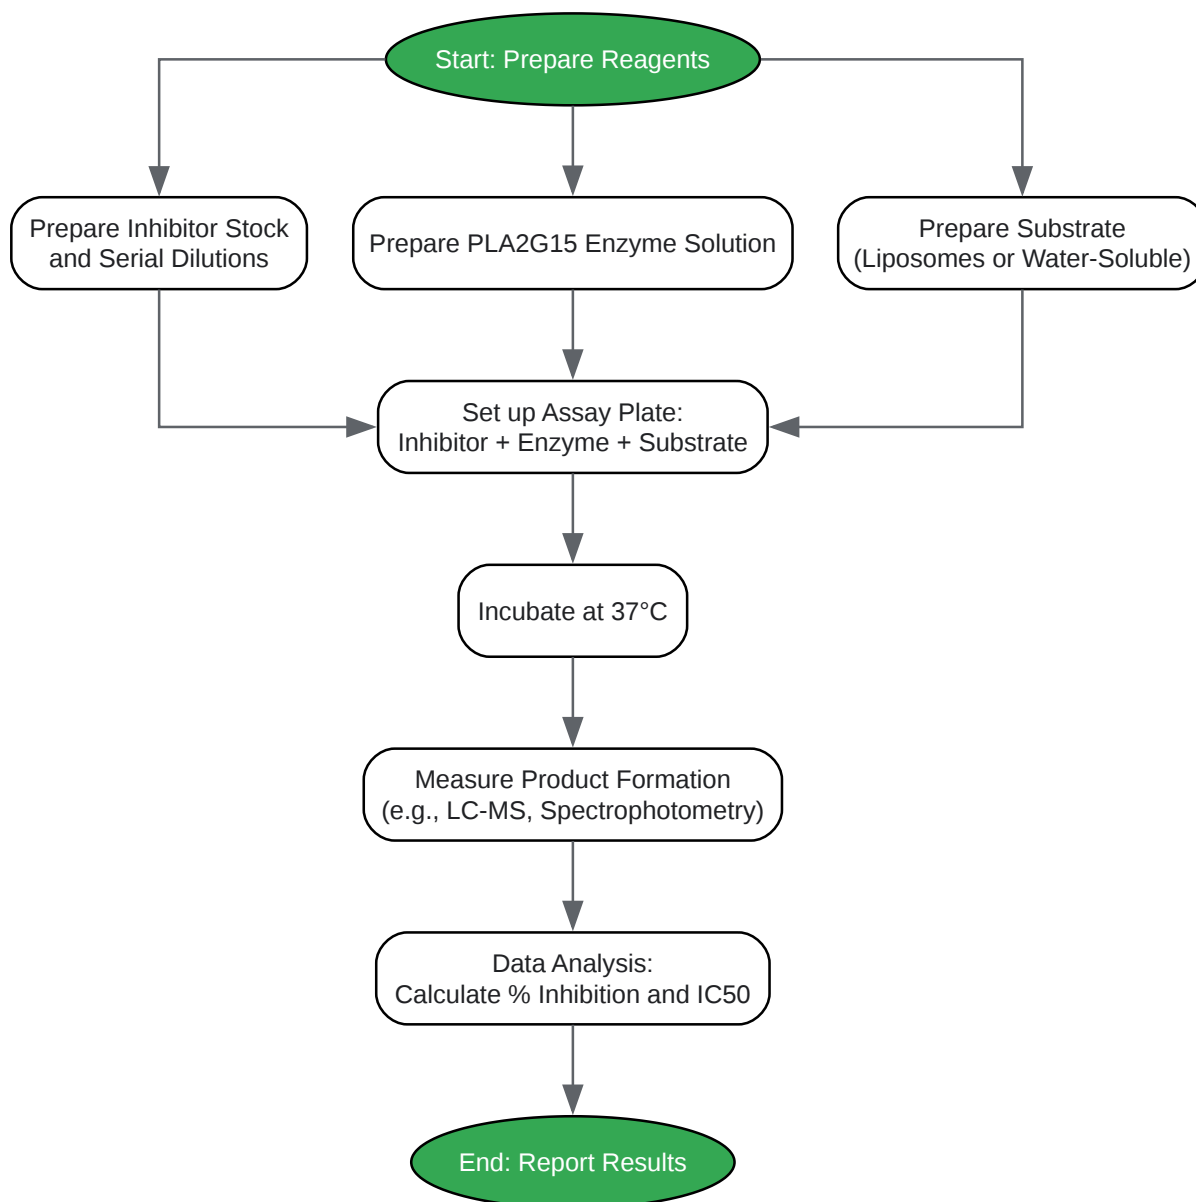 Start: Prepare Reagents
Prepare Inhibitor Stock
and Serial Dilutions
Prepare PLA2G15 Enzyme Solution
Prepare Substrate
(Liposomes or Water-Soluble)
Set up Assay Plate:
Inhibitor + Enzyme + Substrate
Incubate at 37°C
Measure Product Formation
(e.g., LC-MS, Spectrophotometry)
Data Analysis:
Calculate % Inhibition and IC50
End: Report Results